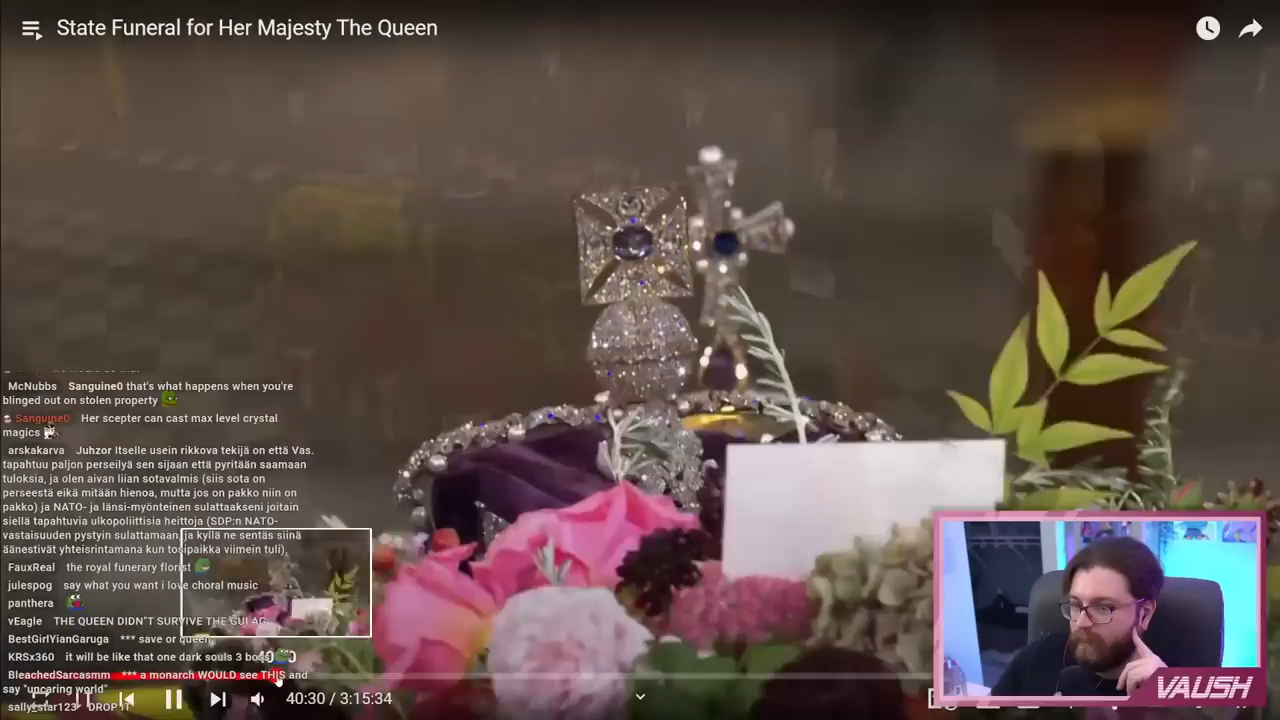 State Funeral for Her Majesty The Queen
McNubbs Sanguine0 that's what happens when you're
blinged out on stolen property
Sanguine0 Her scepter can cast max level crystal
magics
arskakarva Juhzor Itselle usein rikkova tekijä on että Vas.
tapahtuu paljon perseilyä sen sijaan että pyritään saamaan
tuloksia, ja olen aivan liian sotavalmis (siis sota on
perseestä eikä mitään hienoa, mutta jos on pakko niin on
pakko) ja NATO- ja länsi-myönteinen sulattaakseni joitain
siellä tapahtuvia ulkopoliittisia heittoja (SDP:n NATO-
vastaisuuden pystyin sulattamaan, ja kyllä ne sentäs siinä
äänestivät yhteisrintamana kun tosipaikka viimein tuli).
FauxReal the royal funerary florist
julespog say what you want i love choral music
panthera
vEagle THE QUEEN DIDN"T SURVIVE THE GULAG
BestGirlYianGaruga *** save or queen
KRSx360 it will be like that one dark souls 3 boss
BleachedSarcasmm *** a monarch WOULD see THIS and
say "uncaring world"
sally_star123 DROP IT
40:30 / 3:15:34
VAUSH